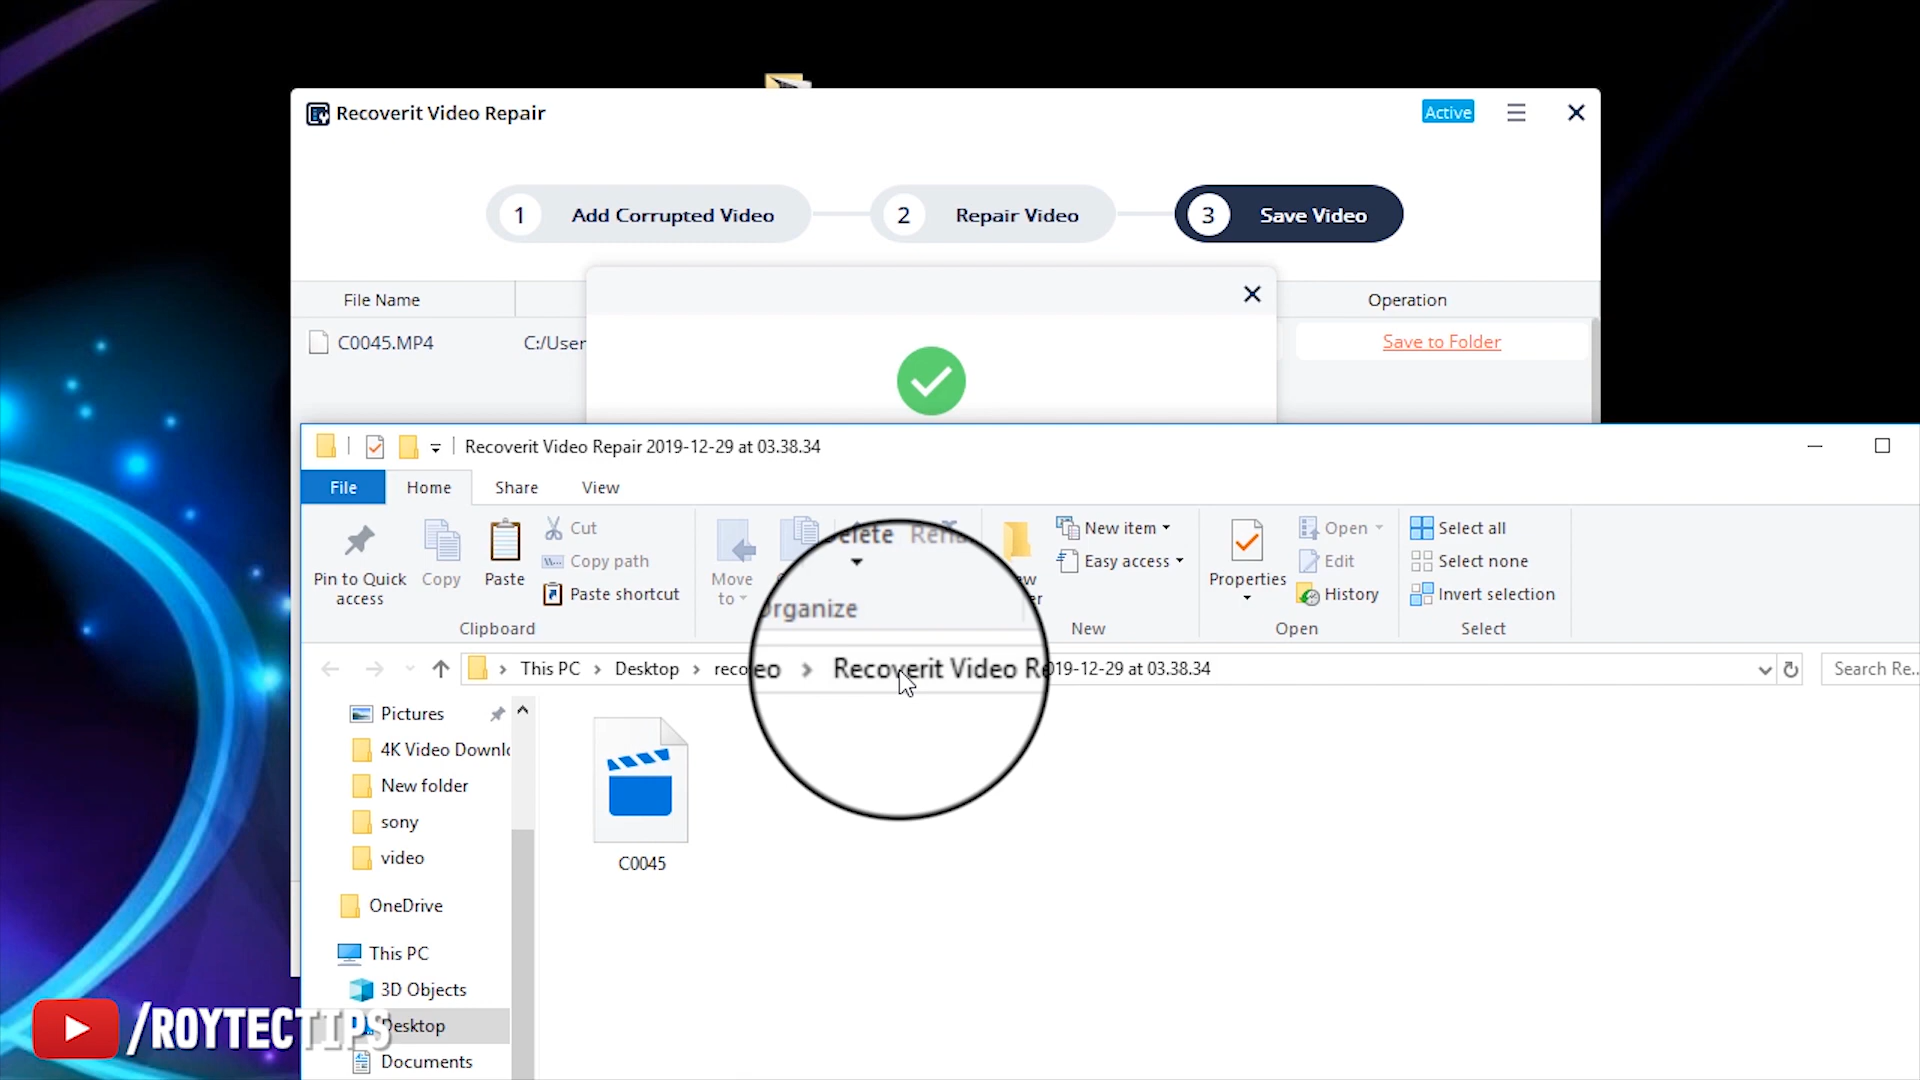 Recoverit Video Repair
Active
1 Add Corrupted Video
2 Repair Video
3 Save Video
File Name
Operation
C0045.MP4
C:/User
Save to Folder
Recoverit Video Repair 2019-12-29 at 03.38.34
File Home Share View
Pin to Quick access
Copy
Paste
Cut
Copy path
Paste shortcut
Clipboard
Move to
Organize
New item
Easy access
New
Properties
Open
Edit
History
Open
Select all
Select none
Invert selection
Select
This PC > Desktop > Recoverit Video R 19-12-29 at 03.38.34
Search Re...
Pictures
4K Video Downlo
New folder
sony
video
OneDrive
This PC
3D Objects
Desktop
Documents
C0045
/ROYTECTIPS